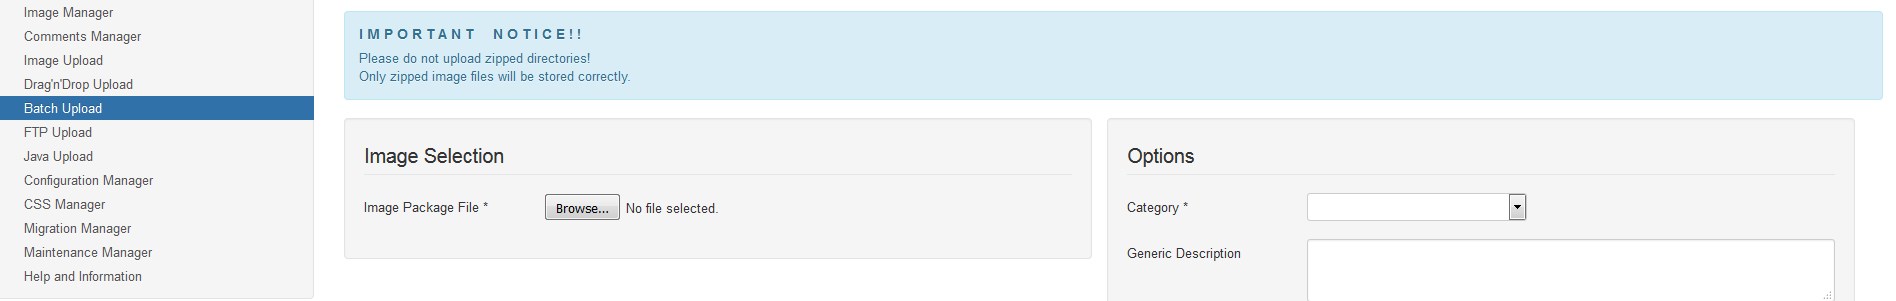 Image Manager
Comments Manager
Image Upload
Drag'n'Drop Upload
Batch Upload
FTP Upload
Java Upload
Configuration Manager
CSS Manager
Migration Manager
Maintenance Manager
Help and Information
IMPORTANT NOTICE!!
Please do not upload zipped directories!
Only zipped image files will be stored correctly.
Image Selection
Image Package File *
Browse... No file selected.
Options
Category *
Generic Description